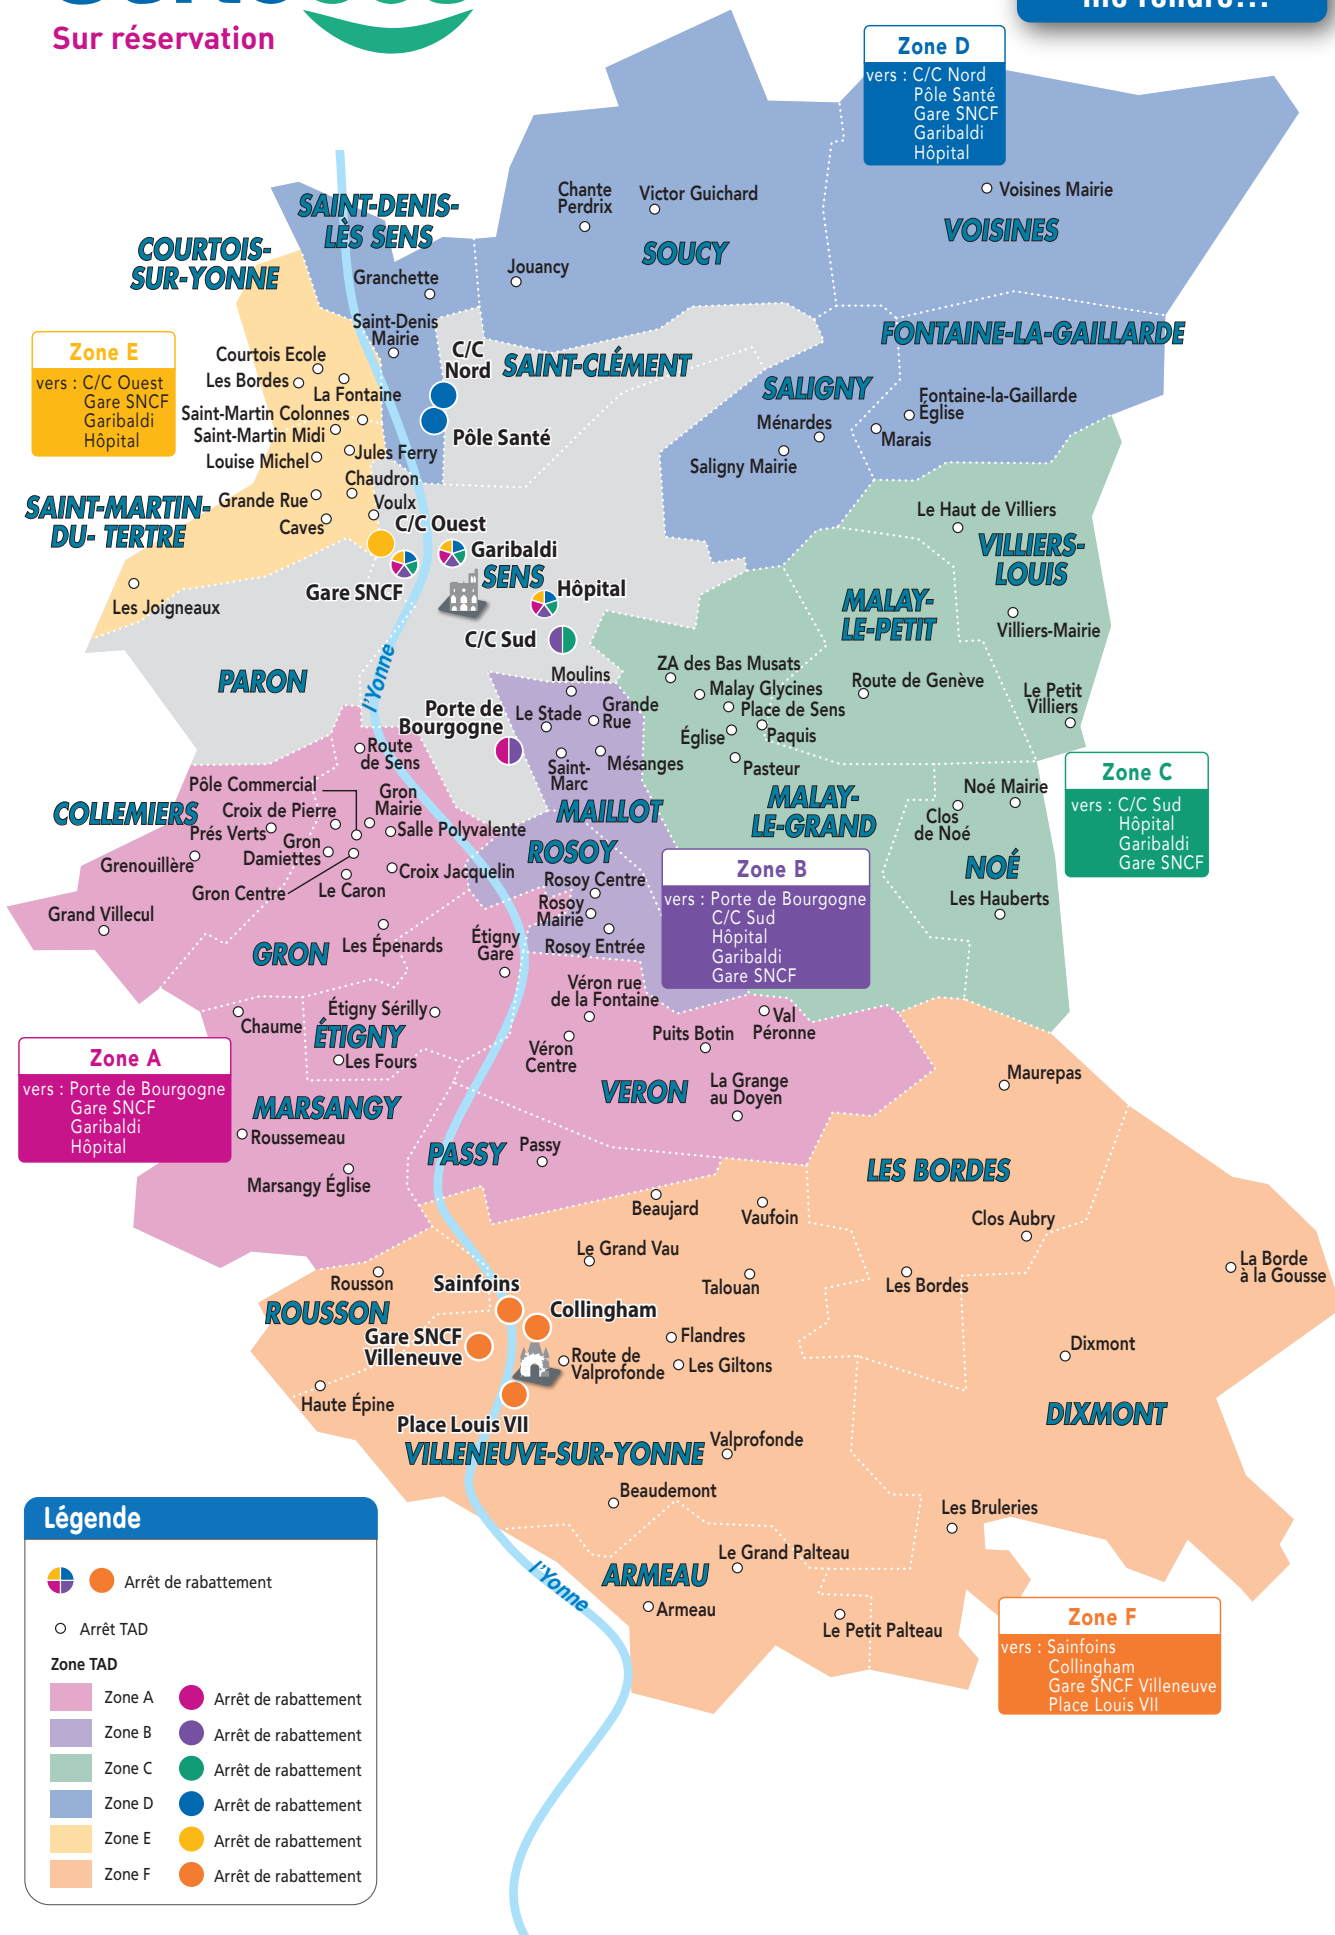 Sur réservation
Zone D
vers : C/C Nord
Pôle Santé
Gare SNCF
Garibaldi
Hôpital
SAINT-DENIS-
LÈS SENS
Granchette
Saint-Denis
Mairie
Chante
Perdrix
Victor Guichard
Jouancy
SOUCY
Voisines Mairie
VOISINES
COURTOIS-
SUR-YONNE
Zone E
vers : C/C Ouest
Gare SNCF
Garibaldi
Hôpital
Courtois Ecole
Les Bordes
La Fontaine
Saint-Martin Colonnes
Saint-Martin Midi
Jules Ferry
Louise Michel
Chaudron
Grande Rue
Voulx
Caves
SAINT-MARTIN-
DU- TERTRE
Les Joigneaux
C/C
Nord
Pôle Santé
SAINT-CLÉMENT
FONTAINE-LA-GAILLARDE
SALIGNY
Ménardes
Saligny Mairie
Fontaine-la-Gaillarde
Église
Marais
C/C Ouest
Garibaldi
SENS
Gare SNCF
Hôpital
C/C Sud
PARON
l'Yonne
Le Haut de Villiers
VILLIERS-
LOUIS
Villiers-Mairie
Le Petit
Villiers
MALAY-
LE-PETIT
Route de Genève
ZA des Bas Musats
Malay Glycines
Place de Sens
Église
Paquis
Pasteur
MALAY-
LE-GRAND
Zone C
vers : C/C Sud
Hôpital
Garibaldi
Gare SNCF
Noé Mairie
Clos
de Noé
NOÉ
Les Hauberts
Porte de
Bourgogne
Moulins
Le Stade
Grande
Rue
Saint-
Marc
Mésanges
MAILLOT
ROSOY
Rosoy Centre
Rosoy
Mairie
Rosoy Entrée
Zone B
vers : Porte de Bourgogne
C/C Sud
Hôpital
Garibaldi
Gare SNCF
Route
de Sens
Pôle Commercial
Gron
Mairie
COLLEMIERS
Croix de Pierre
Prés Verts
Salle Polyvalente
Gron
Damiettes
Grenouillère
Croix Jacquelin
Gron Centre
Le Caron
Grand Villecul
GRON
Les Épenards
Étigny
Gare
Chaume
Étigny Sérilly
ÉTIGNY
Les Fours
Véron rue
de la Fontaine
Véron
Centre
Puits Botin
Val
Péronne
VERON
La Grange
au Doyen
Zone A
vers : Porte de Bourgogne
Gare SNCF
Garibaldi
Hôpital
MARSANGY
Roussemeau
Marsangy Église
PASSY
Passy
Maurepas
LES BORDES
Clos Aubry
Les Bordes
La Borde
à la Gousse
Dixmont
DIXMONT
Beaujard
Vaufoin
Le Grand Vau
Talouan
Rousson
ROUSSON
Sainfoins
Collingham
Gare SNCF
Villeneuve
Route de
Valprofonde
Flandres
Les Giltons
Haute Épine
Place Louis VII
VILLENEUVE-SUR-YONNE
Valprofonde
Beaudemont
Les Bruleries
Le Grand Palteau
ARMEAU
Armeau
Le Petit Palteau
l'Yonne
Zone F
vers : Sainfoins
Collingham
Gare SNCF Villeneuve
Place Louis VII
Légende
Arrêt de rabattement
Arrêt TAD
Zone TAD
Zone A Arrêt de rabattement
Zone B Arrêt de rabattement
Zone C Arrêt de rabattement
Zone D Arrêt de rabattement
Zone E Arrêt de rabattement
Zone F Arrêt de rabattement